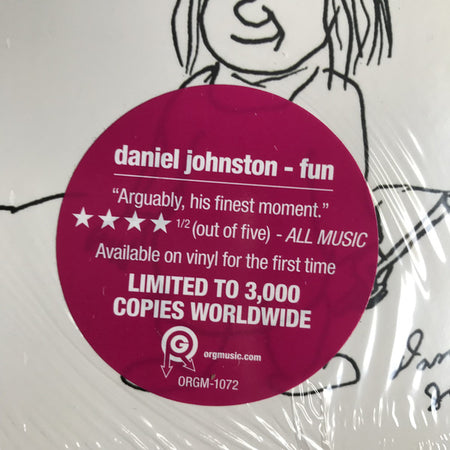 daniel johnston - fun
“Arguably, his finest moment.”
★★★★ 1/2 (out of five) - ALL MUSIC
Available on vinyl for the first time
LIMITED TO 3,000
COPIES WORLDWIDE
orgmusic.com
ORGM-1072